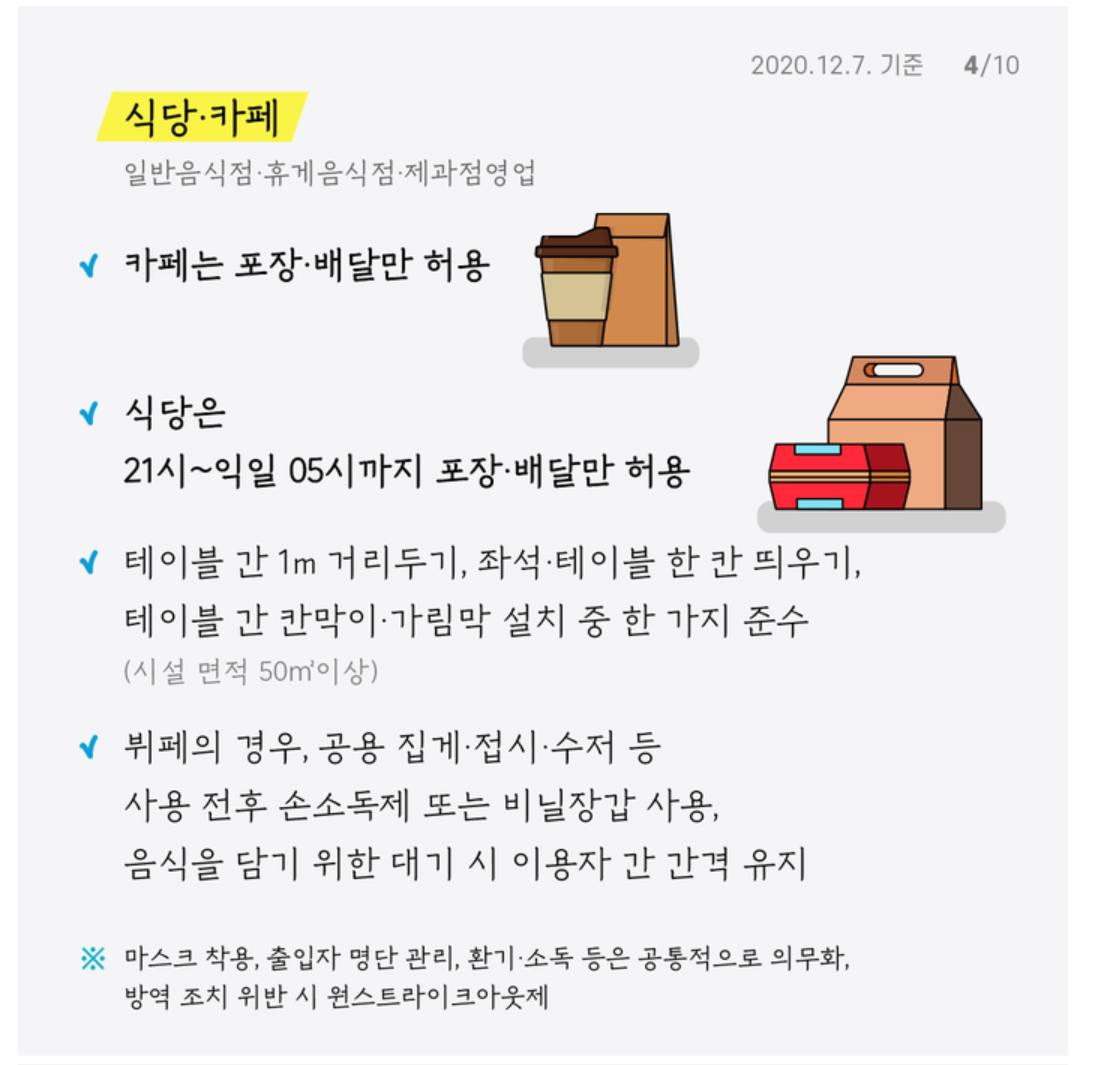 2020.12.7. 기준 4/10
식당·카페
일반음식점·휴게음식점·제과점영업
✓ 카페는 포장·배달만 허용
✓ 식당은
21시~익일 05시까지 포장·배달만 허용
✓ 테이블 간 1m 거리두기, 좌석·테이블 한 칸 띄우기,
테이블 간 칸막이·가림막 설치 중 한 가지 준수
(시설 면적 50㎡이상)
✓ 뷔페의 경우, 공용 집게·접시·수저 등
사용 전후 손소독제 또는 비닐장갑 사용,
음식을 담기 위한 대기 시 이용자 간 간격 유지
※ 마스크 착용, 출입자 명단 관리, 환기·소독 등은 공통적으로 의무화,
방역 조치 위반 시 원스트라이크아웃제